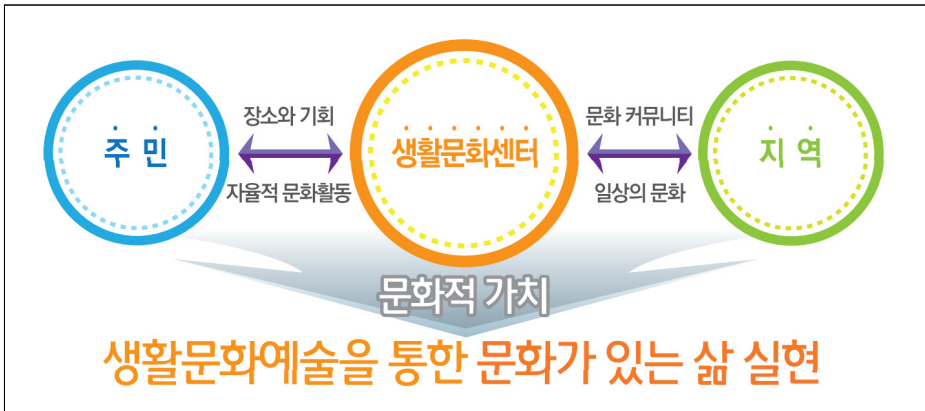 장소와 기회
문화 커뮤니티
주민
생활문화센터
지역
자율적 문화활동
일상의 문화
문화적 가치
생활문화예술을 통한 문화가 있는 삶 실현